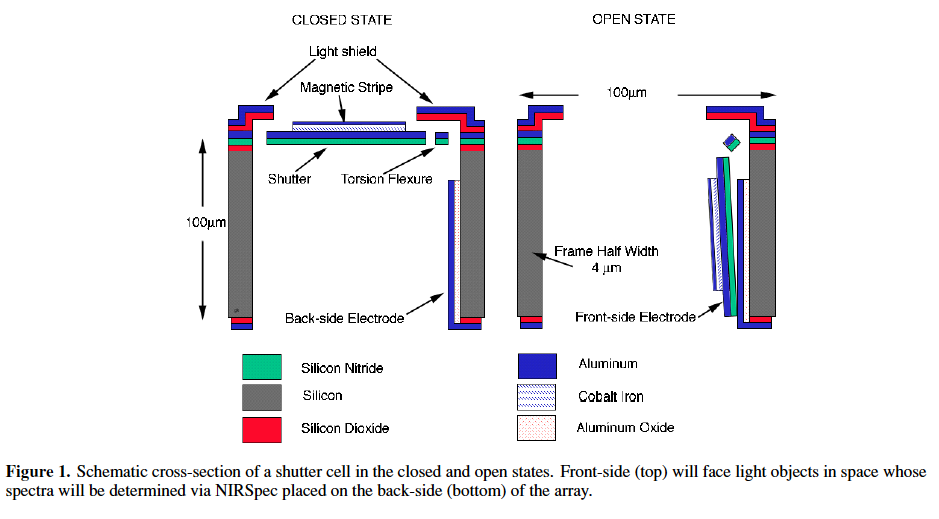 CLOSED STATE
OPEN STATE
Light shield
Magnetic Stripe
100μm
Shutter
Torsion Flexure
100μm
Frame Half Width
4 μm
Back-side Electrode
Front-side Electrode
Silicon Nitride
Aluminum
Silicon
Cobalt Iron
Silicon Dioxide
Aluminum Oxide
Figure 1. Schematic cross-section of a shutter cell in the closed and open states. Front-side (top) will face light objects in space whose
spectra will be determined via NIRSpec placed on the back-side (bottom) of the array.